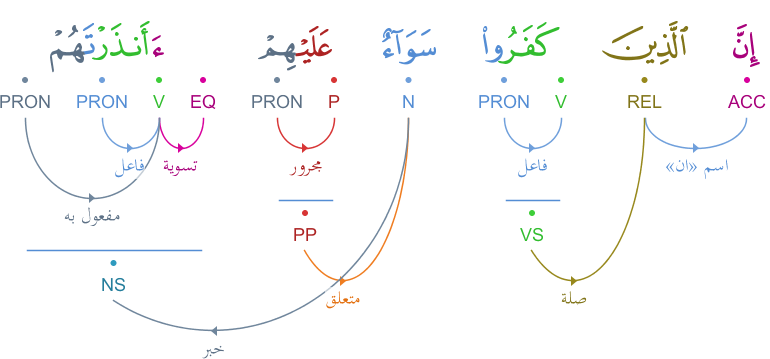 إِنَّ ٱلَّذِينَ كَفَرُوا۟ سَوَآءٌ عَلَيْهِمْ ءَأَنذَرْتَهُمْ
ACC REL V PRON N P PRON EQ V PRON PRON
اسم «ان» فاعل مجرور تسوية فاعل
مفعول به
VS PP
NS
صلة متعلق
خبر